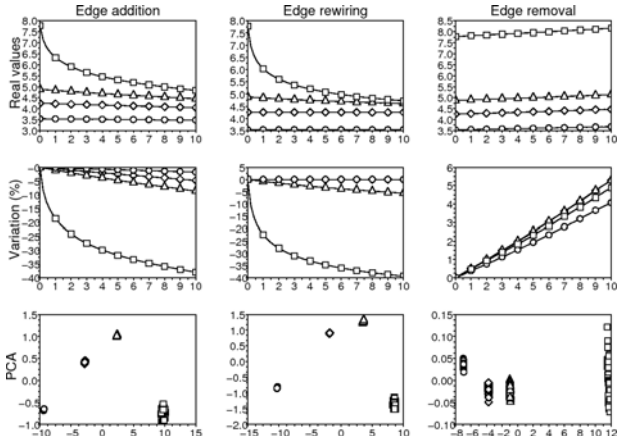 Edge addition Edge rewiring Edge removal
Real values
8.0 7.5 7.0 6.5 6.0 5.5 5.0 4.5 4.0 3.5 3.0
0 1 2 3 4 5 6 7 8 9 10
8.0 7.5 7.0 6.5 6.0 5.5 5.0 4.5 4.0 3.5
0 1 2 3 4 5 6 7 8 9 10
8.5 8.0 7.5 7.0 6.5 6.0 5.5 5.0 4.5 4.0 3.5
0 1 2 3 4 5 6 7 8 9 10
Variation (%)
-0 -5 -10 -15 -20 -25 -30 -35 -40
0 1 2 3 4 5 6 7 8 9 10
5 0 -5 -10 -15 -20 -25 -30 -35 -40
0 1 2 3 4 5 6 7 8 9 10
6 5 4 3 2 1 0
0 1 2 3 4 5 6 7 8 9 10
PCA
1.5 1.0 0.5 0.0 -0.5 -1.0
-10 -5 0 5 10 15
1.5 1.0 0.5 0.0 -0.5 -1.0 -1.5 -2.0
-15 -10 -5 0 5 10
0.15 0.10 0.05 0.00 -0.05 -0.10
-8 -6 -4 -2 0 2 4 6 8 10 12